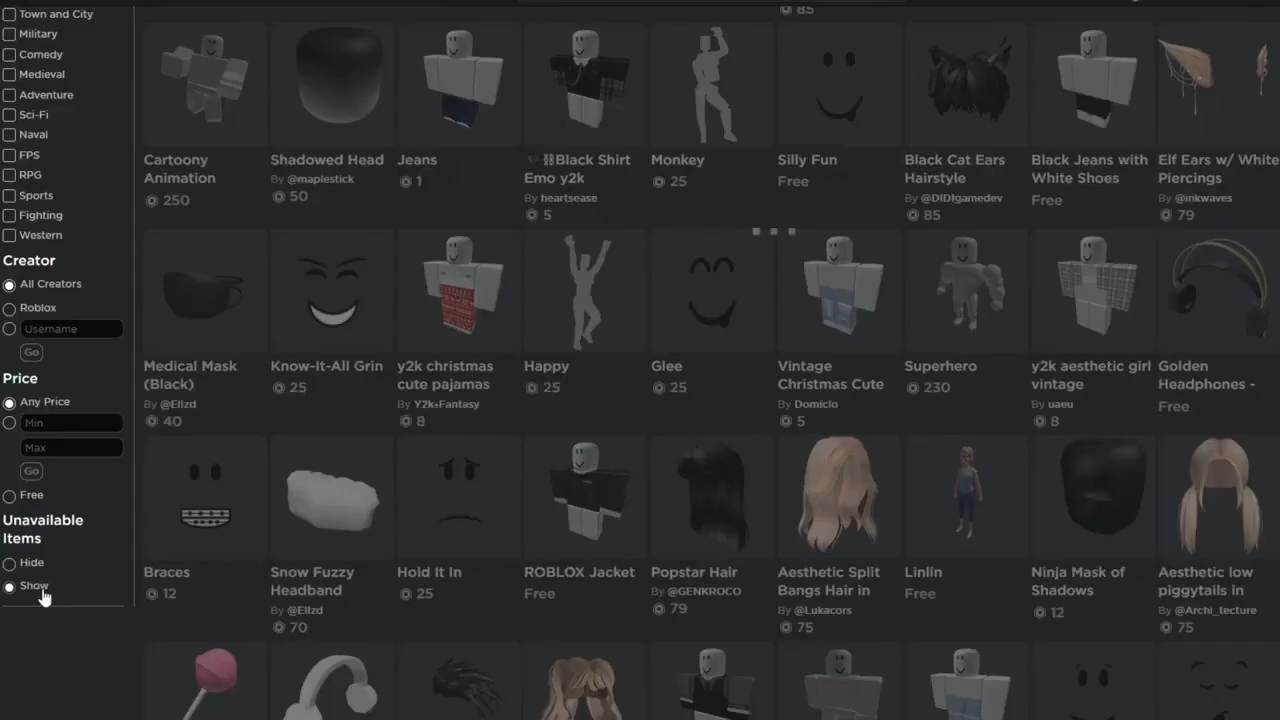 Town and City
Military
Comedy
Medieval
Adventure
Sci-Fi
Naval
FPS
RPG
Sports
Fighting
Western
Creator
All Creators
Roblox
Username
Go
Price
Any Price
Min
Max
Go
Free
Unavailable
Items
Hide
Show
85
Cartoony
Animation
250
Shadowed Head
By @maplestick
50
Jeans
1
🖤⛓Black Shirt
Emo y2k
By heartsease
5
Monkey
25
Silly Fun
Free
Black Cat Ears
Hairstyle
By @DIDIgamedev
85
Black Jeans with
White Shoes
Free
Elf Ears w/ White
Piercings
By @inkwaves
79
Medical Mask
(Black)
By @Ellzd
40
Know-It-All Grin
25
y2k christmas
cute pajamas
By Y2k+Fantasy
8
Happy
25
Glee
25
Vintage
Christmas Cute
By Domiclo
5
Superhero
230
y2k aesthetic girl
vintage
By uaeu
8
Golden
Headphones -
Free
Braces
12
Snow Fuzzy
Headband
By @Ellzd
70
Hold It In
25
ROBLOX Jacket
Free
Popstar Hair
By @GENKROCO
79
Aesthetic Split
Bangs Hair in
By @Lukacors
75
Linlin
Free
Ninja Mask of
Shadows
12
Aesthetic low
piggytails in
By @Archi_tecture
75